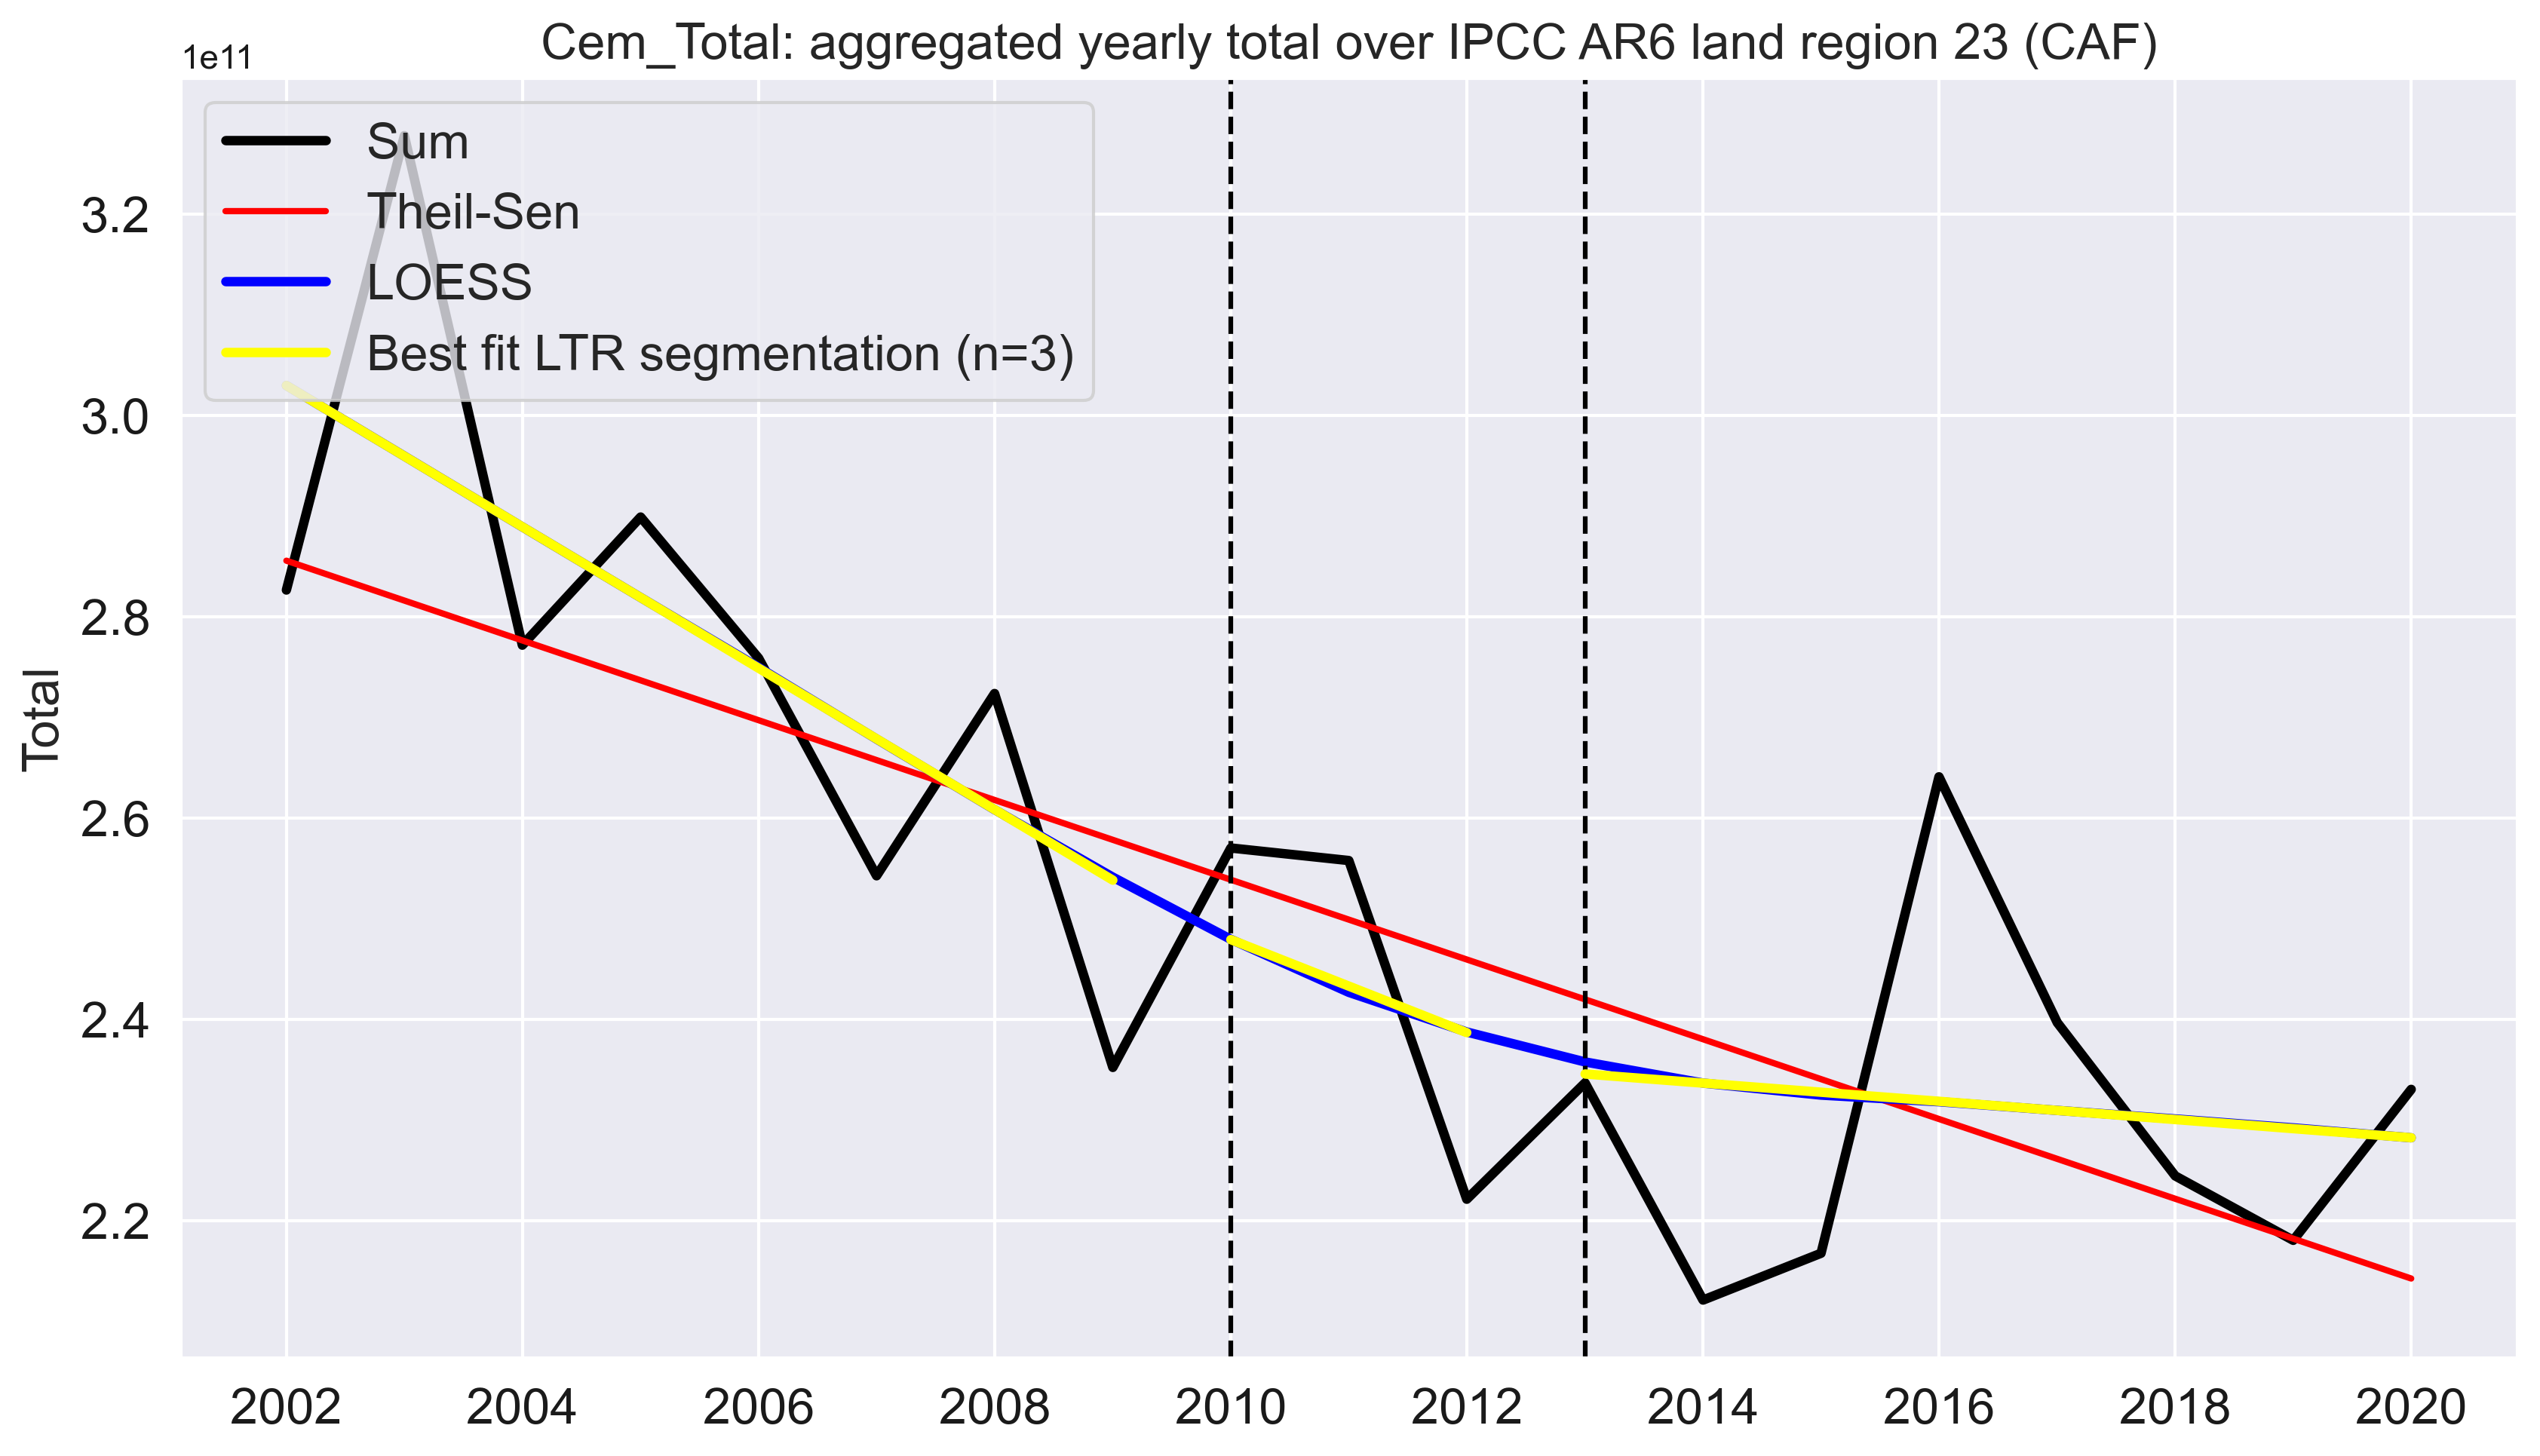 Cem_Total: aggregated yearly total over IPCC AR6 land region 23 (CAF)
1e11
Sum
Theil-Sen
LOESS
Best fit LTR segmentation (n=3)
3.2
3.0
2.8
2.6
2.4
2.2
Total
2002 2004 2006 2008 2010 2012 2014 2016 2018 2020